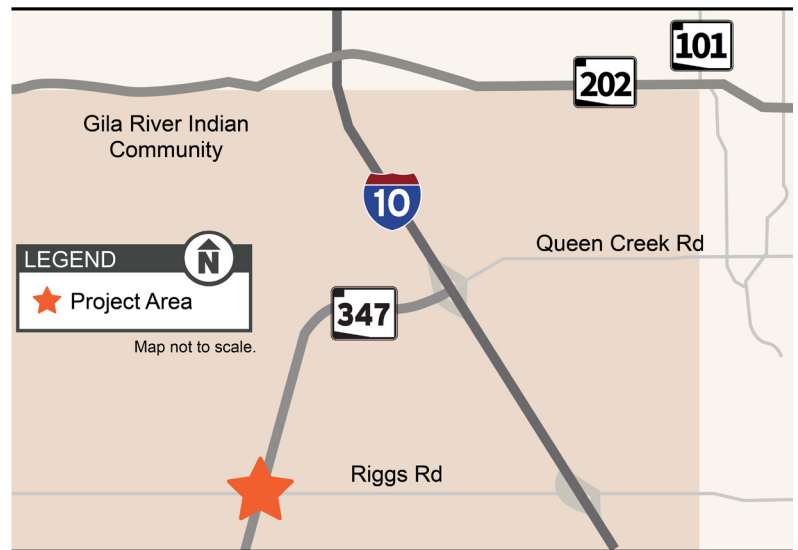 101
202
Gila River Indian
Community
10
Queen Creek Rd
LEGEND
N
Project Area
347
Map not to scale.
Riggs Rd